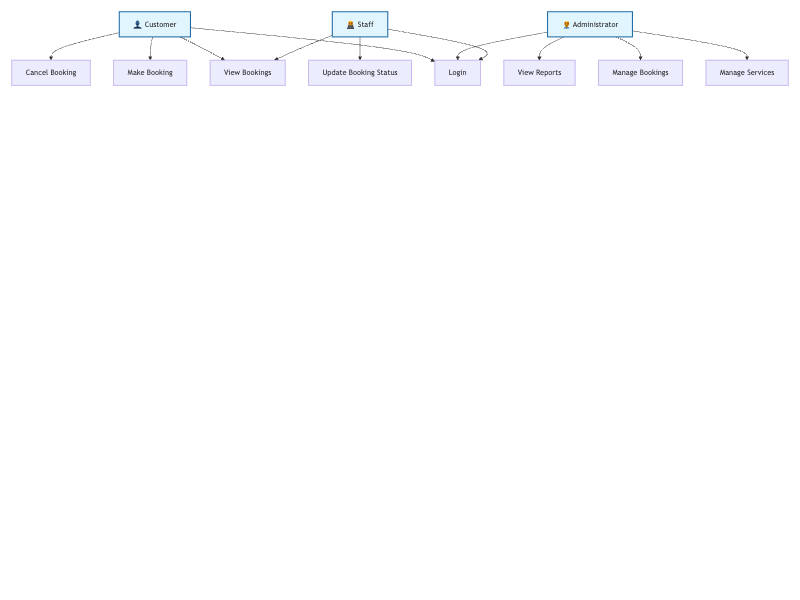 👤 Customer
Staff
Administrator
Cancel Booking
Make Booking
View Bookings
Update Booking Status
Login
View Reports
Manage Bookings
Manage Services